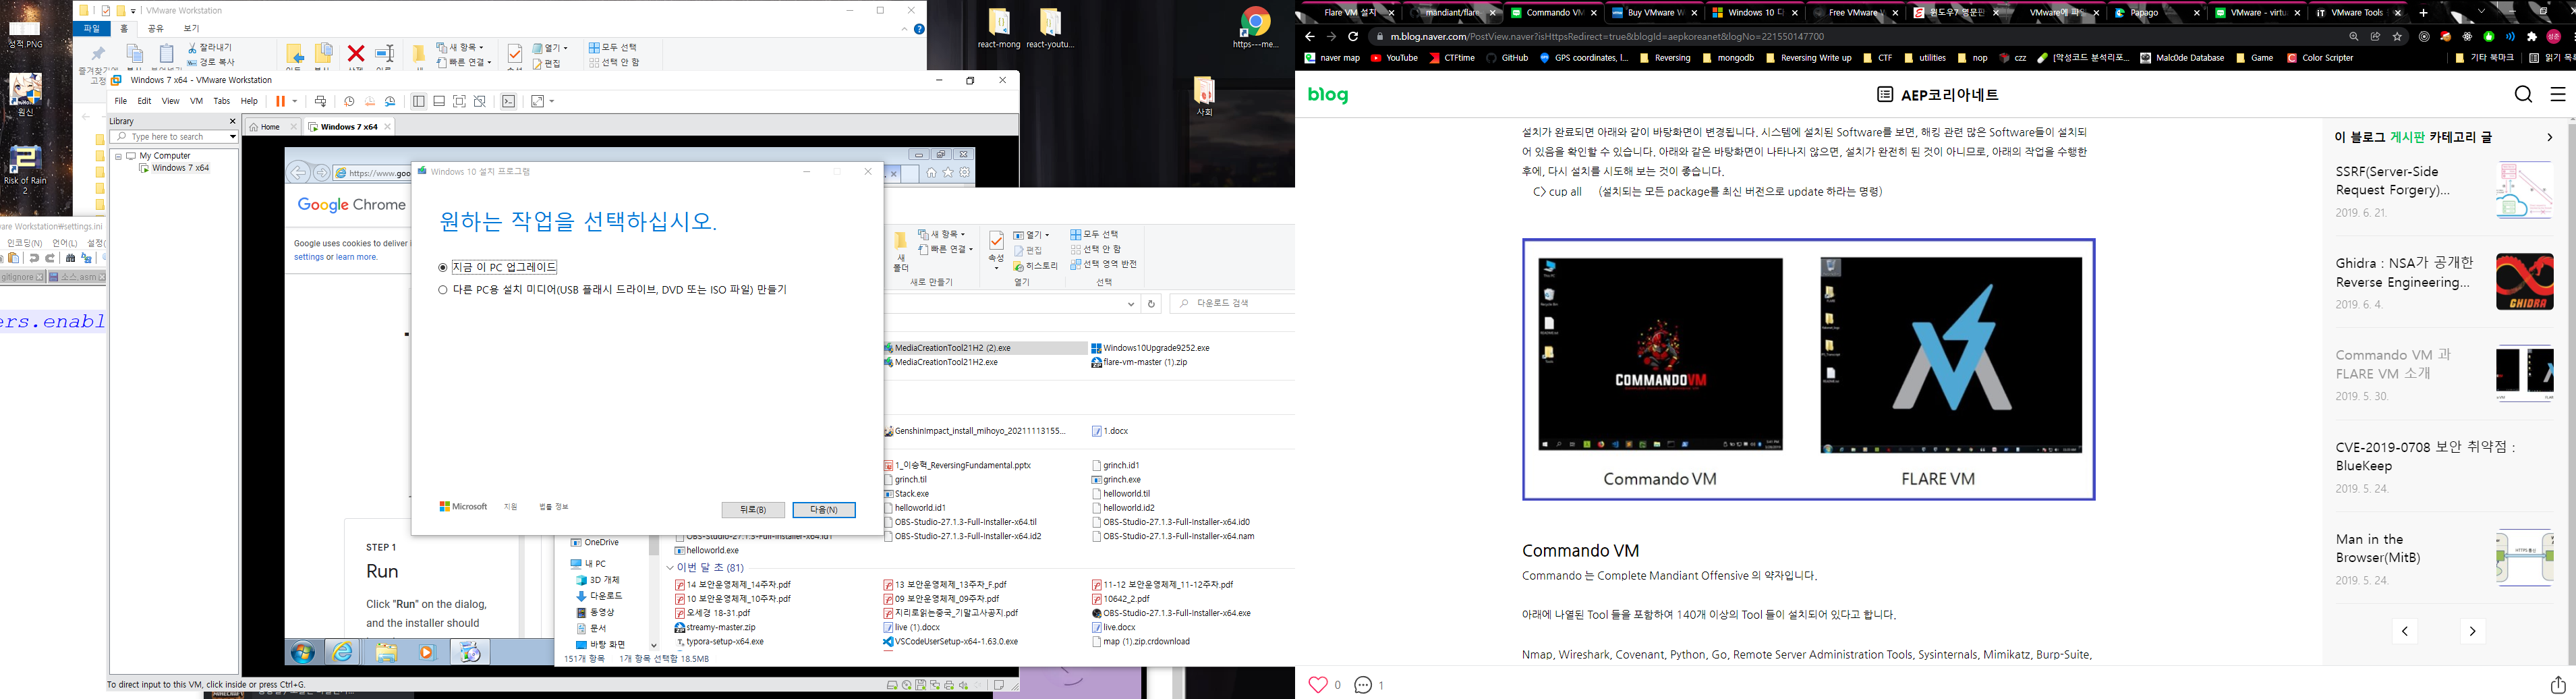 성적.PNG
원신
Risk of Rain
2
VMware Workstation
파일
홈
공유
보기
잘라내기
경로 복사
새 항목
빠른 연결
열기
편집
모두 선택
선택 안 함
react-mong
react-youtu...
https---me...
사회
ware Workstation\settings.ini
인코딩(N) 언어(L) 설정(
gitignore
소스.asm
ers.enabl
Windows 7 x64 - VMware Workstation
File Edit View VM Tabs Help
Library
Type here to search
My Computer
Windows 7 x64
Home
Windows 7 x64
https://www.goo
Google Chrome
Google uses cookies to deliver i
settings or learn more.
STEP 1
Run
Click "Run" on the dialog,
and the installer should
Windows 10 설치 프로그램
원하는 작업을 선택하십시오.
지금 이 PC 업그레이드
다른 PC용 설치 미디어(USB 플래시 드라이브, DVD 또는 ISO 파일) 만들기
Microsoft 지원 법률 정보
뒤로(B)
다음(N)
새 항목
빠른 연결
새
폴더
새로 만들기
속성
열기
편집
히스토리
열기
모두 선택
선택 안 함
선택 영역 반전
선택
다운로드 검색
MediaCreationTool21H2 (2).exe
Windows10Upgrade9252.exe
MediaCreationTool21H2.exe
flare-vm-master (1).zip
GenshinImpact_install_mihoyo_20211113155...
1.docx
1_이승혁_ReversingFundamental.pptx
grinch.id1
grinch.til
grinch.exe
Stack.exe
helloworld.til
helloworld.id1
helloworld.id2
OBS-Studio-27.1.3-Full-Installer-x64.til
OBS-Studio-27.1.3-Full-Installer-x64.id0
OBS-Studio-27.1.3-Full-Installer-x64.id1
OBS-Studio-27.1.3-Full-Installer-x64.id2
OBS-Studio-27.1.3-Full-Installer-x64.nam
helloworld.exe
이번 달 초 (81)
14 보안운영체제_14주차.pdf
13 보안운영체제_13주차_F.pdf
11-12 보안운영체제_11-12주차.pdf
10 보안운영체제_10주차.pdf
09 보안운영체제_09주차.pdf
10642_2.pdf
오세경 18-31.pdf
지리로읽는중국_기말고사공지.pdf
OBS-Studio-27.1.3-Full-Installer-x64.exe
streamy-master.zip
live (1).docx
live.docx
typora-setup-x64.exe
VSCodeUserSetup-x64-1.63.0.exe
map (1).zip.crdownload
OneDrive
내 PC
3D 개체
다운로드
동영상
문서
바탕 화면
151개 항목 1개 항목 선택함 18.5MB
To direct input to this VM, click inside or press Ctrl+G.
Flare VM 설치
mandiant/flare
Commando VM
Buy VMware W
Windows 10 다
Free VMware W
윈도우7 영문판
VMware에 파일
Papago
VMware - virtu
VMware Tools
m.blog.naver.com/PostView.naver?isHttpsRedirect=true&blogId=aepkoreanet&logNo=221550147700
naver map YouTube CTFtime GitHub GPS coordinates, l... Reversing mongodb Reversing Write up CTF utilities nop czz [악성코드 분석리포... Malc0de Database Game Color Scripter 기타 북마크 읽기 목록
blog
AEP코리아네트
설치가 완료되면 아래와 같이 바탕화면이 변경됩니다. 시스템에 설치된 Software를 보면, 해킹 관련 많은 Software들이 설치되
어 있음을 확인할 수 있습니다. 아래와 같은 바탕화면이 나타나지 않으면, 설치가 완전히 된 것이 아니므로, 아래의 작업을 수행한
후에, 다시 설치를 시도해 보는 것이 좋습니다.
C> cup all (설치되는 모든 package를 최신 버전으로 update 하라는 명령)
COMMANDOVM
Commando VM
FLARE VM
Commando VM
Commando 는 Complete Mandiant Offensive 의 약자입니다.
아래에 나열된 Tool 들을 포함하여 140개 이상의 Tool 들이 설치되어 있다고 합니다.
Nmap, Wireshark, Covenant, Python, Go, Remote Server Administration Tools, Sysinternals, Mimikatz, Burp-Suite,
이 블로그 게시판 카테고리 글
SSRF(Server-Side
Request Forgery)...
2019. 6. 21.
Ghidra : NSA가 공개한
Reverse Engineering...
2019. 6. 4.
GHIDRA
Commando VM 과
FLARE VM 소개
2019. 5. 30.
CVE-2019-0708 보안 취약점 :
BlueKeep
2019. 5. 24.
Man in the
Browser(MitB)
2019. 5. 24.
0
1